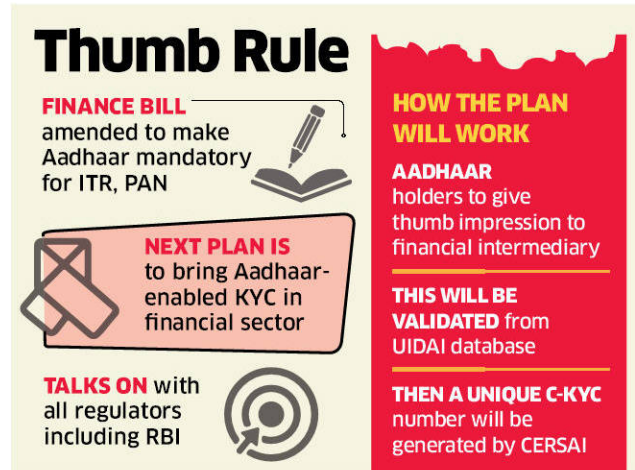 Thumb Rule
FINANCE BILL
amended to make
Aadhaar mandatory
for ITR, PAN
NEXT PLAN IS
to bring Aadhaar-
enabled KYC in
financial sector
TALKS ON with
all regulators
including RBI
HOW THE PLAN
WILL WORK
AADHAAR
holders to give
thumb impression to
financial intermediary
THIS WILL BE
VALIDATED from
UIDAI database
THEN A UNIQUE C-KYC
number will be
generated by CERSAI